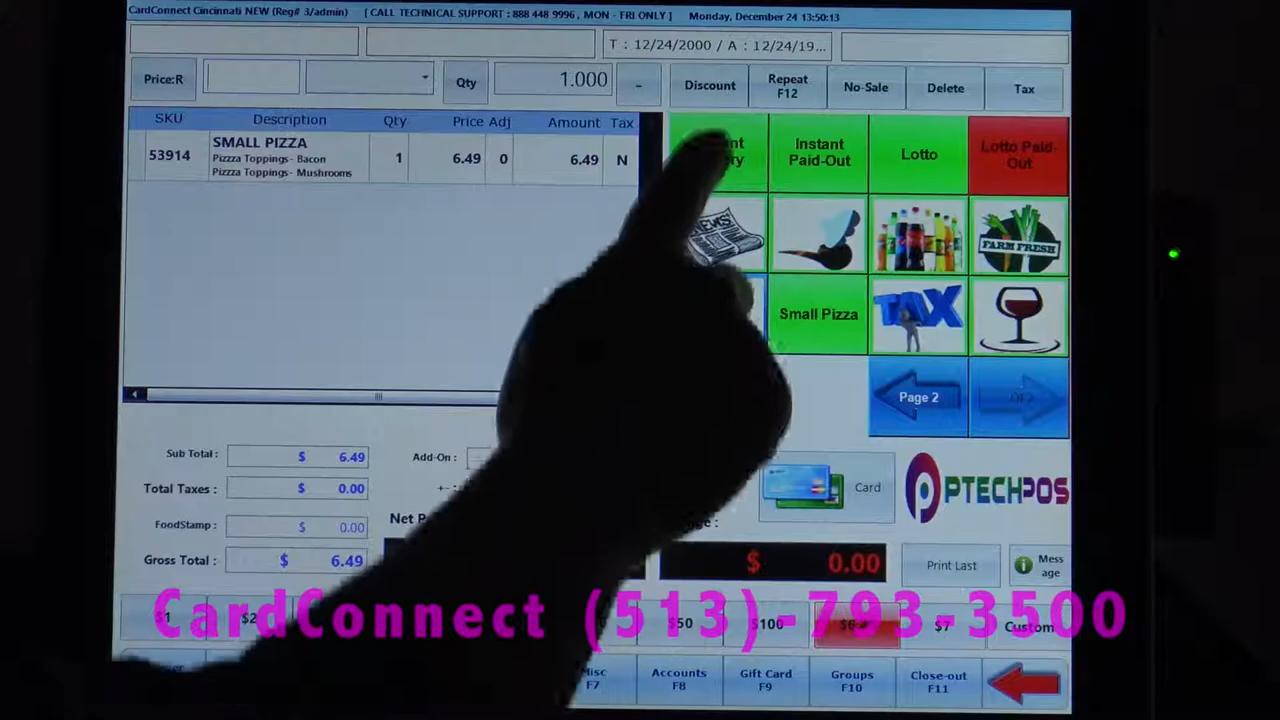 CardConnect Cincinnati NEW (Reg# 3/admin) [ CALL TECHNICAL SUPPORT : 888 448 9996 , MON - FRI ONLY ] Monday, December 24 13:50:13
T : 12/24/2000 / A : 12/24/19...
Price:R Qty 1.000 - Discount Repeat F12 No-Sale Delete Tax
SKU Description Qty Price Adj Amount Tax
53914 SMALL PIZZA 1 6.49 0 6.49 N
Pizzza Toppings- Bacon
Pizzza Toppings- Mushrooms
Instant Paid-Out Lotto Lotto Paid-Out
NEWS FARM FRESH
Small Pizza TAX
Page 2
Sub Total : $ 6.49 Add-On :
Total Taxes : $ 0.00
FoodStamp : $ 0.00
Gross Total : $ 6.49
Card PTECHPOS
$ 0.00 Print Last Message
CardConnect (513)-793-3500
$1 $50 $100 $7 Custom
Misc F7 Accounts F8 Gift Card F9 Groups F10 Close-out F11